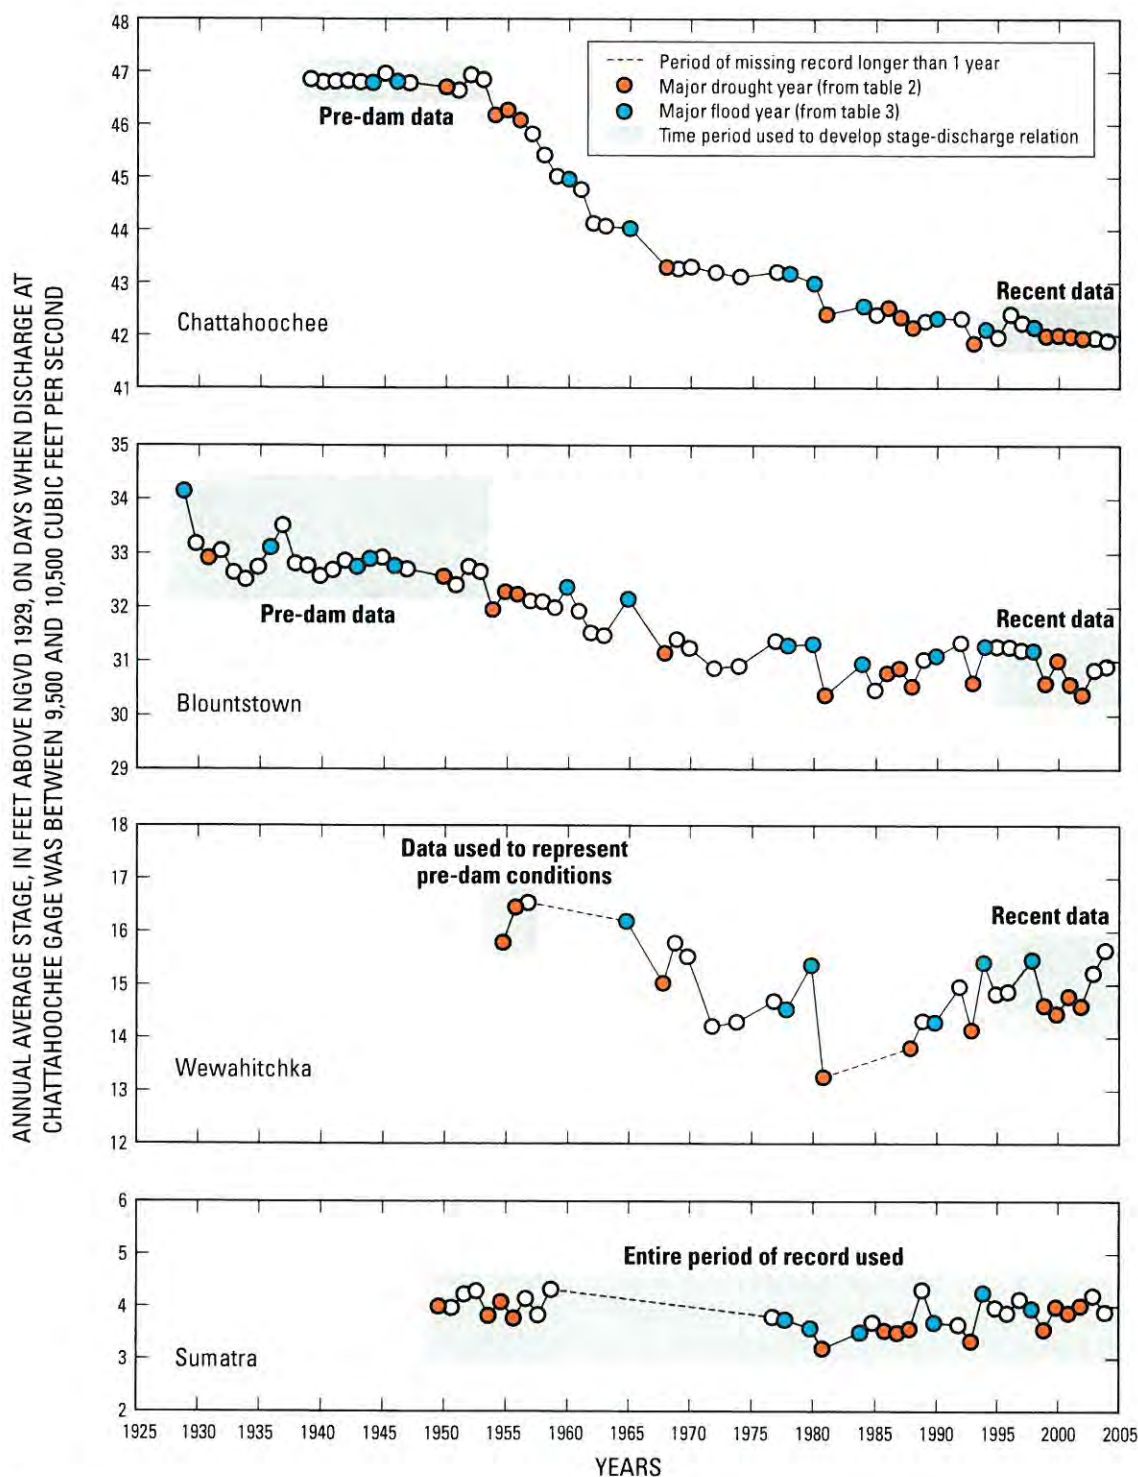 ANNUAL AVERAGE STAGE, IN FEET ABOVE NGVD 1929, ON DAYS WHEN DISCHARGE AT
CHATTAHOOCHEE GAGE WAS BETWEEN 9,500 AND 10,500 CUBIC FEET PER SECOND
48
47
46
45
44
43
42
41
Period of missing record longer than 1 year
Major drought year (from table 2)
Major flood year (from table 3)
Time period used to develop stage-discharge relation
Pre-dam data
Recent data
Chattahoochee
35
34
33
32
31
30
29
Pre-dam data
Recent data
Blountstown
18
17
16
15
14
13
12
Data used to represent
pre-dam conditions
Recent data
Wewahitchka
6
5
4
3
2
Entire period of record used
Sumatra
1925 1930 1935 1940 1945 1950 1955 1960 1965 1970 1975 1980 1985 1990 1995 2000 2005
YEARS